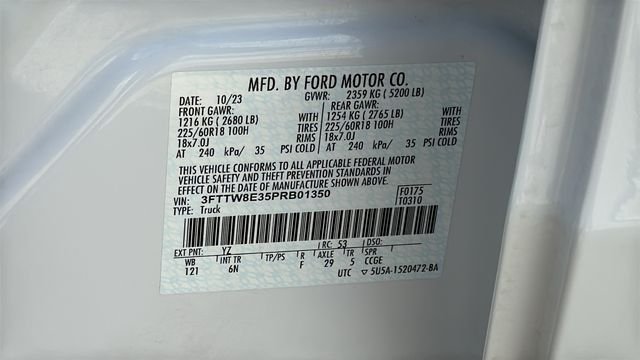 MFD. BY FORD MOTOR CO.
DATE: 10/23 GVWR: 2359 KG ( 5200 LB)
FRONT GAWR: REAR GAWR:
1216 KG ( 2680 LB) WITH 1254 KG ( 2765 LB) WITH
225/60R18 100H TIRES 225/60R18 100H TIRES
18x7.0J RIMS 18x7.0J RIMS
AT 240 kPa/ 35 PSI COLD AT 240 kPa/ 35 PSI COLD
THIS VEHICLE CONFORMS TO ALL APPLICABLE FEDERAL MOTOR
VEHICLE SAFETY AND THEFT PREVENTION STANDARDS IN
EFFECT ON THE DATE OF MANUFACTURE SHOWN ABOVE.
VIN: 3FTTW8E35PRB01350 F0175
TYPE: Truck T0310
EXT PNT: YZ RC: 53 DSO:
WB INT TR TP/PS R AXLE TR SPR
121 6N F 29 5 CCGE
UTC ▽ 5U5A-1520472-BA